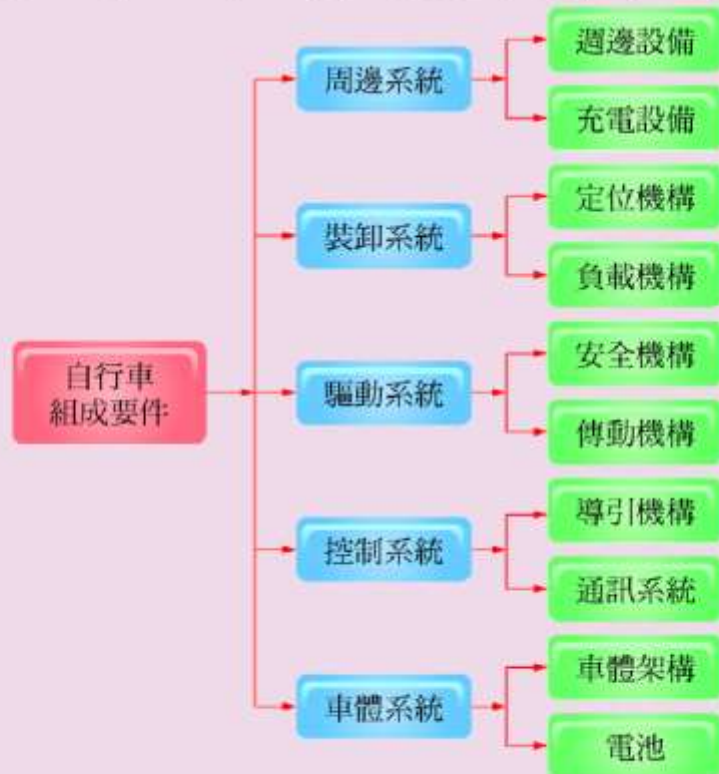 自行車
組成要件
周邊系統
週邊設備
充電設備
裝卸系統
定位機構
負載機構
驅動系統
安全機構
傳動機構
控制系統
導引機構
通訊系統
車體系統
車體架構
電池